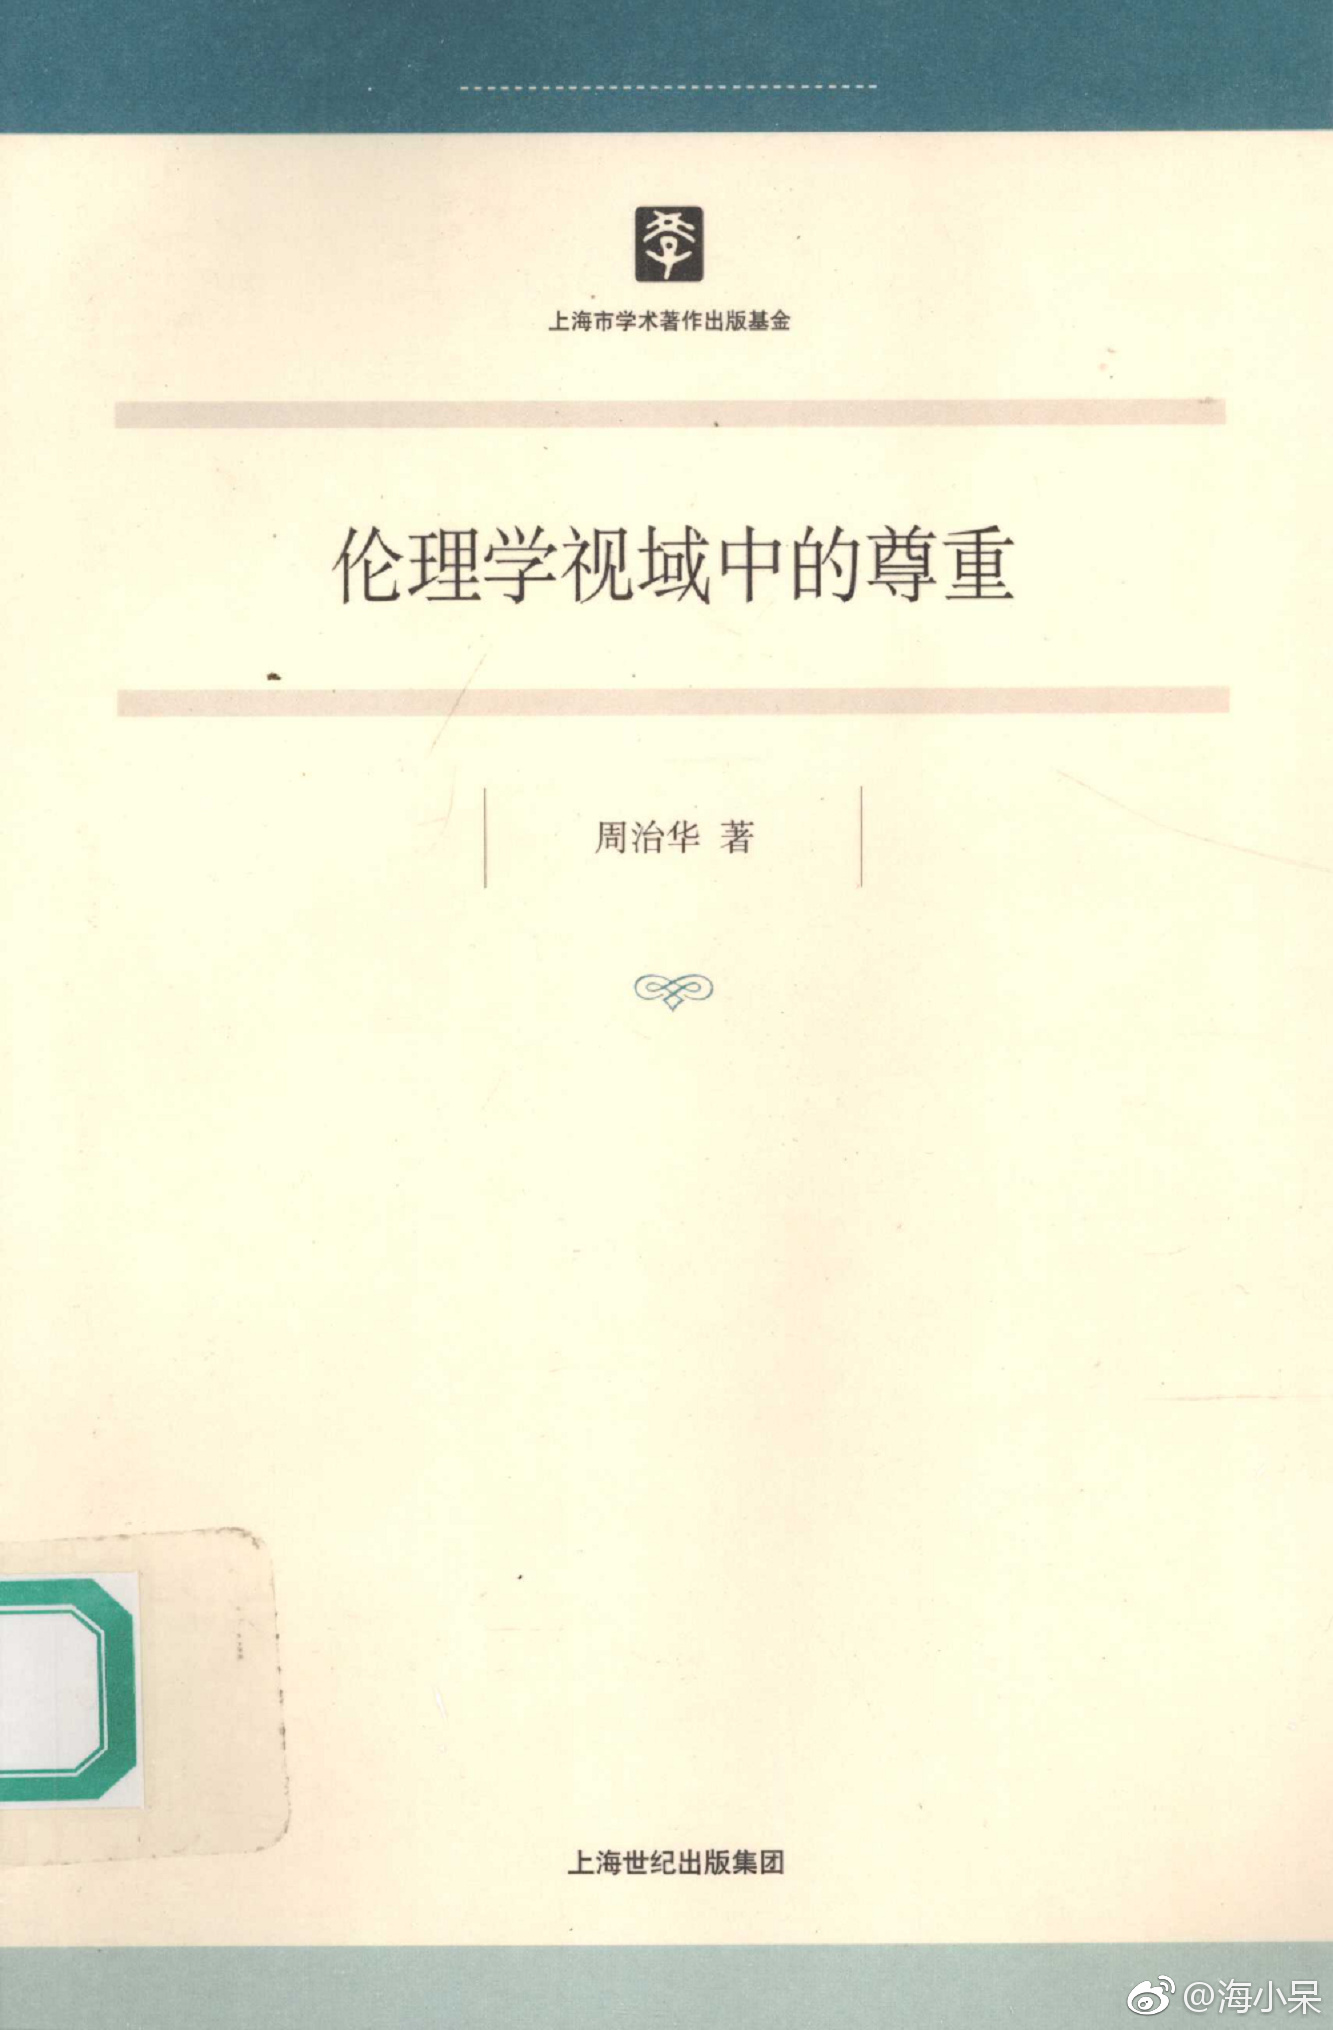 上海市学术著作出版基金
伦理学视域中的尊重
周治华 著
上海世纪出版集团
@海小呆